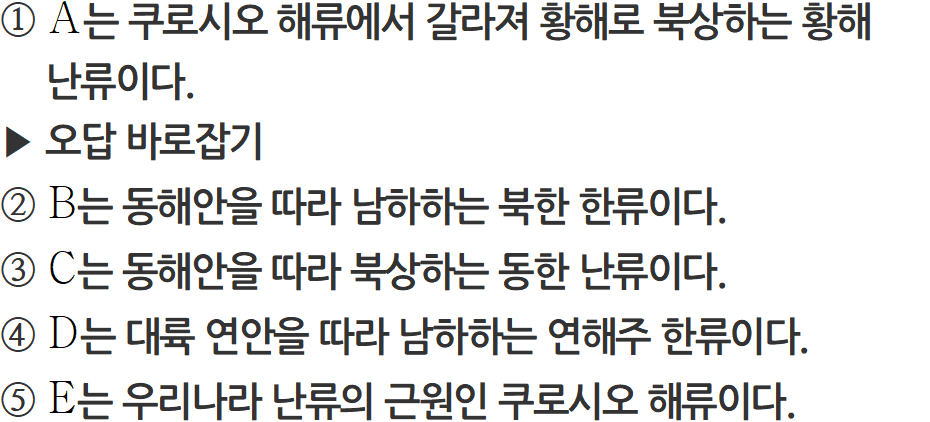 ① A는 쿠로시오 해류에서 갈라져 황해로 북상하는 황해
난류이다.
▶ 오답 바로잡기
② B는 동해안을 따라 남하하는 북한 한류이다.
③ C는 동해안을 따라 북상하는 동한 난류이다.
④ D는 대륙 연안을 따라 남하하는 연해주 한류이다.
⑤ E는 우리나라 난류의 근원인 쿠로시오 해류이다.